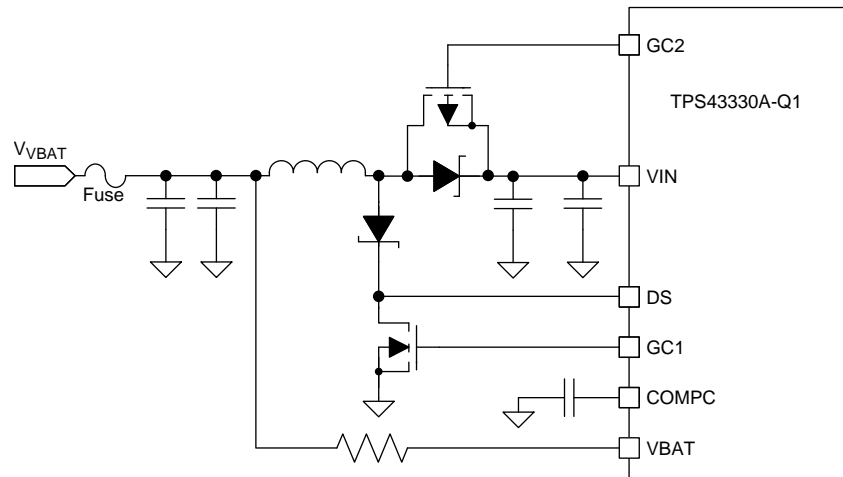 GC2
TPS43330A-Q1
VVBAT
Fuse
VIN
DS
GC1
COMPC
VBAT